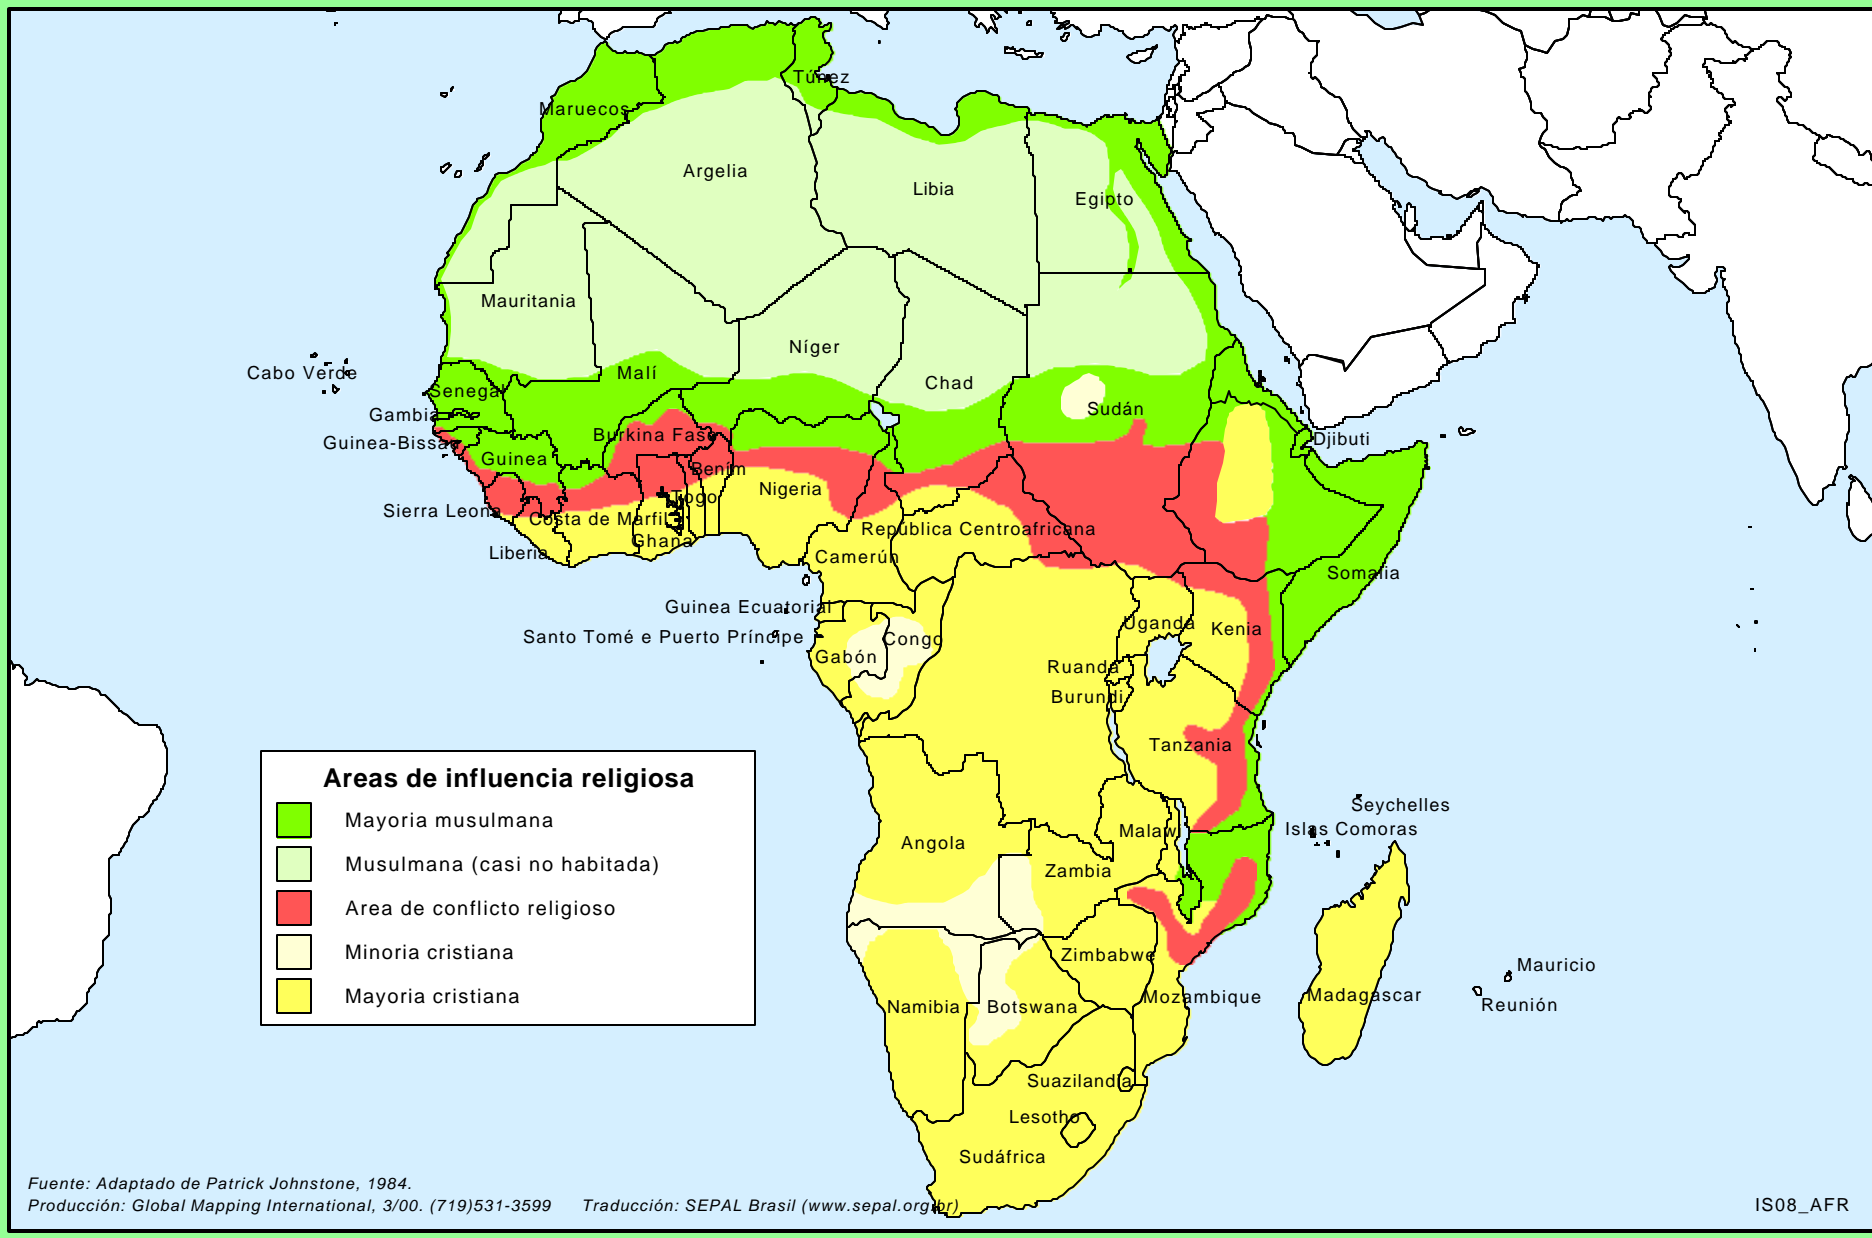 Túnez
Maruecos
Argelia
Libia
Egipto
Mauritania
Níger
Malí
Chad
Cabo Verde
Senegal
Sudán
Gambia
Burkina Faso
Djibuti
Guinea-Bissau
Guinea
Benim
Nigeria
Togo
Sierra Leona
Costa de Marfil
República Centroafricana
Ghana
Liberia
Camerún
Somalia
Guinea Ecuatorial
Uganda
Kenia
Santo Tomé e Puerto Príncipe
Congo
Gabón
Ruanda
Burundi
Tanzania
Areas de influencia religiosa
Mayoria musulmana
Musulmana (casi no habitada)
Area de conflicto religioso
Minoria cristiana
Mayoria cristiana
Seychelles
Islas Comoras
Malawi
Angola
Zambia
Zimbabwe
Mauricio
Mozambique
Madagascar
Reunión
Namibia
Botswana
Suazilandia
Lesotho
Sudáfrica
Fuente: Adaptado de Patrick Johnstone, 1984.
Producción: Global Mapping International, 3/00. (719)531-3599 Traducción: SEPAL Brasil (www.sepal.org.br)
IS08_AFR